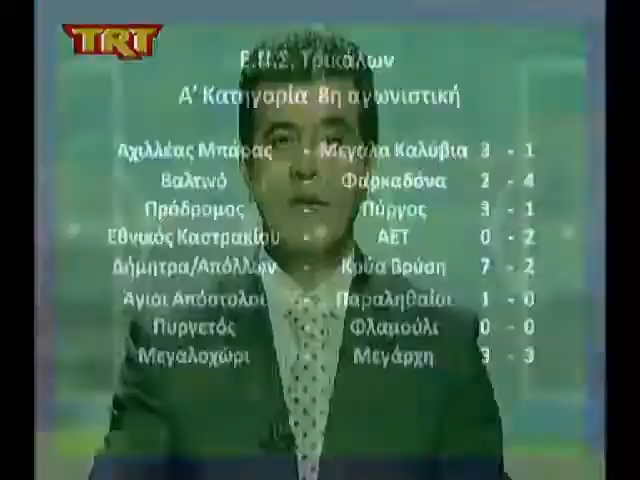 TRT
Ε.Π.Σ. Τρικάλων
Α' Κατηγορία 8η αγωνιστική
Αχιλλέας Μπάρας - Μεγάλα Καλύβια 3 - 1
Βαλτινό - Φαρκαδόνα 2 - 4
Πρόδρομος - Πύργος 3 - 1
Εθνικός Καστρακίου - ΑΕΤ 0 - 2
Δήμητρα/Απόλλων - Κρύα Βρύση 7 - 2
Άγιοι Απόστολοι - Παραληθαίοι 1 - 0
Πυργετός - Φλαμούλι 0 - 0
Μεγαλοχώρι - Μεγάρχη 3 - 3